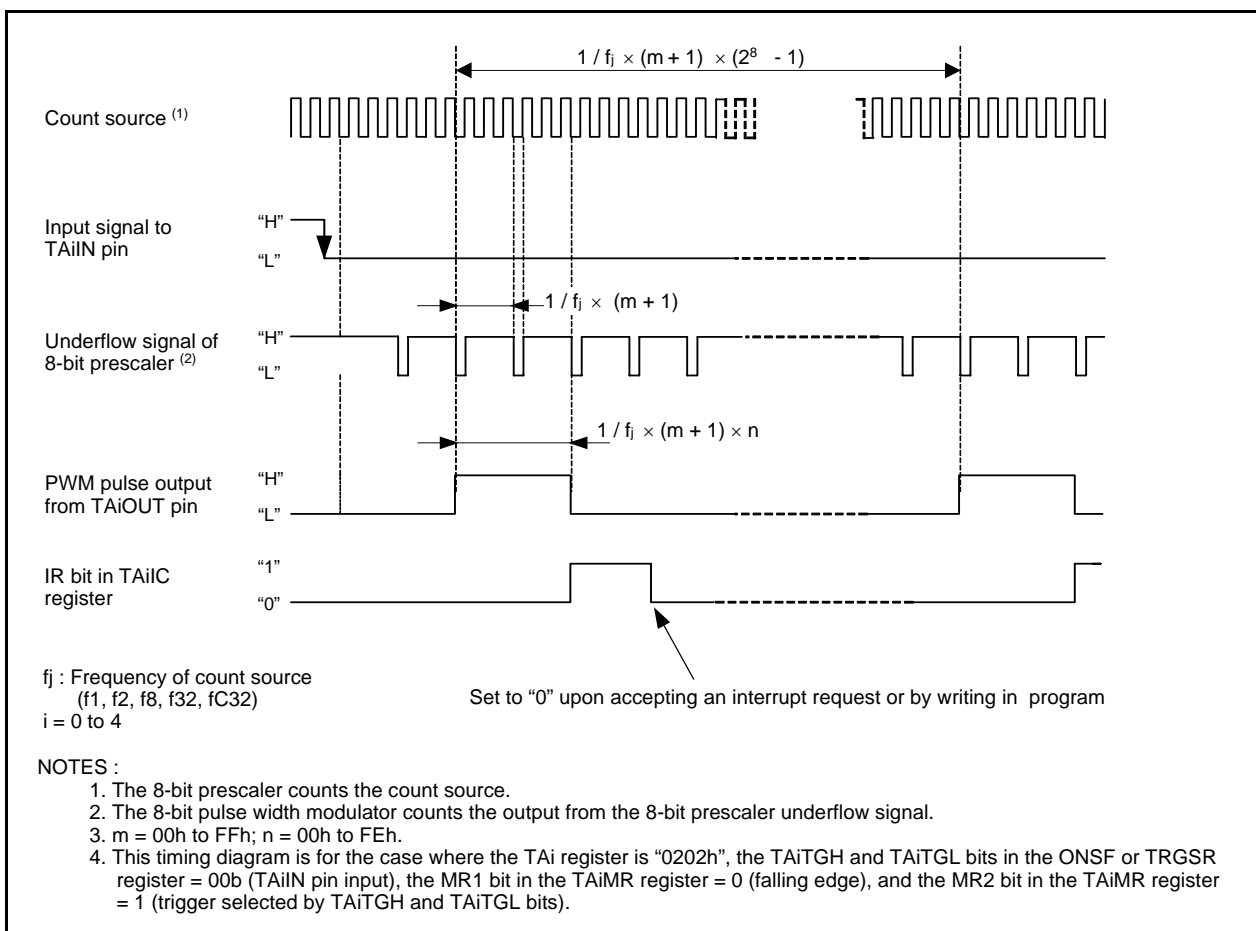 1 / fj × (m + 1) × (2⁸ - 1)
Count source (1)
Input signal to
TAiIN pin
“H”
“L”
1 / fj × (m + 1)
Underflow signal of
8-bit prescaler (2)
“H”
“L”
1 / fj × (m + 1) × n
PWM pulse output
from TAiOUT pin
“H”
“L”
IR bit in TAiIC
register
“1”
“0”
fj : Frequency of count source
(f1, f2, f8, f32, fC32)
i = 0 to 4
Set to “0” upon accepting an interrupt request or by writing in program
NOTES :
1. The 8-bit prescaler counts the count source.
2. The 8-bit pulse width modulator counts the output from the 8-bit prescaler underflow signal.
3. m = 00h to FFh; n = 00h to FEh.
4. This timing diagram is for the case where the TAi register is “0202h”, the TAiTGH and TAiTGL bits in the ONSF or TRGSR
register = 00b (TAiIN pin input), the MR1 bit in the TAiMR register = 0 (falling edge), and the MR2 bit in the TAiMR register
= 1 (trigger selected by TAiTGH and TAiTGL bits).